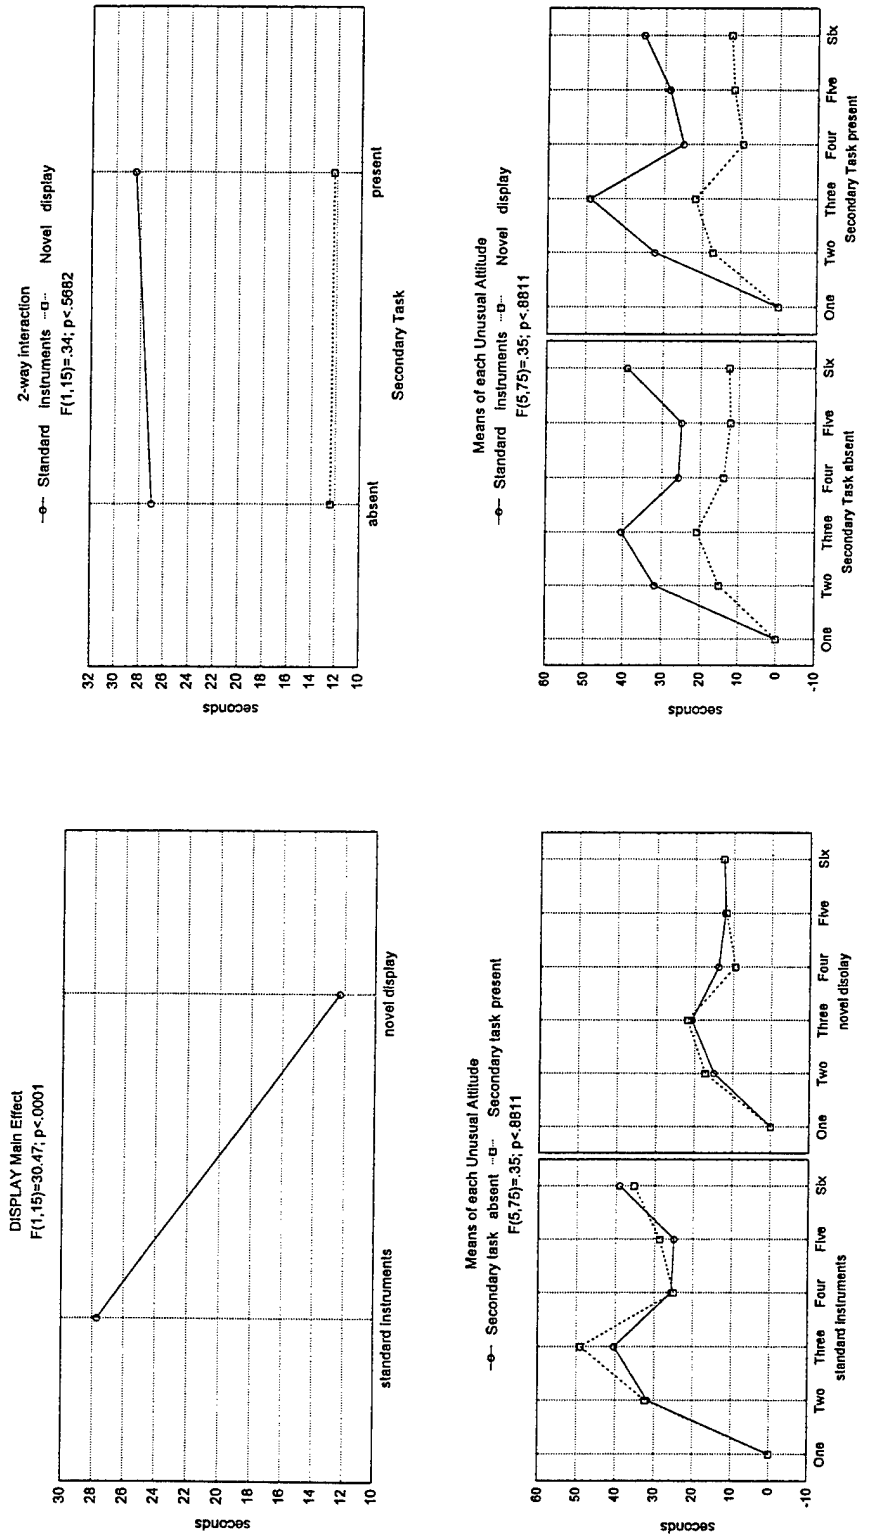 DISPLAY Main Effect
F(1,15)=30.47; p<.0001
30
28
26
24
22
20
18
16
14
12
10
seconds
standard instruments
novel display
2-way interaction
Standard instruments Novel display
F(1,15)=.34; p<.5682
32
30
28
26
24
22
20
18
16
14
12
10
seconds
absent
present
Secondary Task
Means of each Unusual Attitude
Secondary task absent Secondary task present
F(5,75)=.35; p<.8811
60
50
40
30
20
10
0
-10
seconds
One Two Three Four Five Six
standard instruments
One Two Three Four Five Six
novel disolay
Means of each Unusual Attitude
Standard instruments Novel display
F(5,75)=.35; p<.8811
60
50
40
30
20
10
0
-10
seconds
One Two Three Four Five Six
Secondary Task absent
One Two Three Four Five Six
Secondary Task present